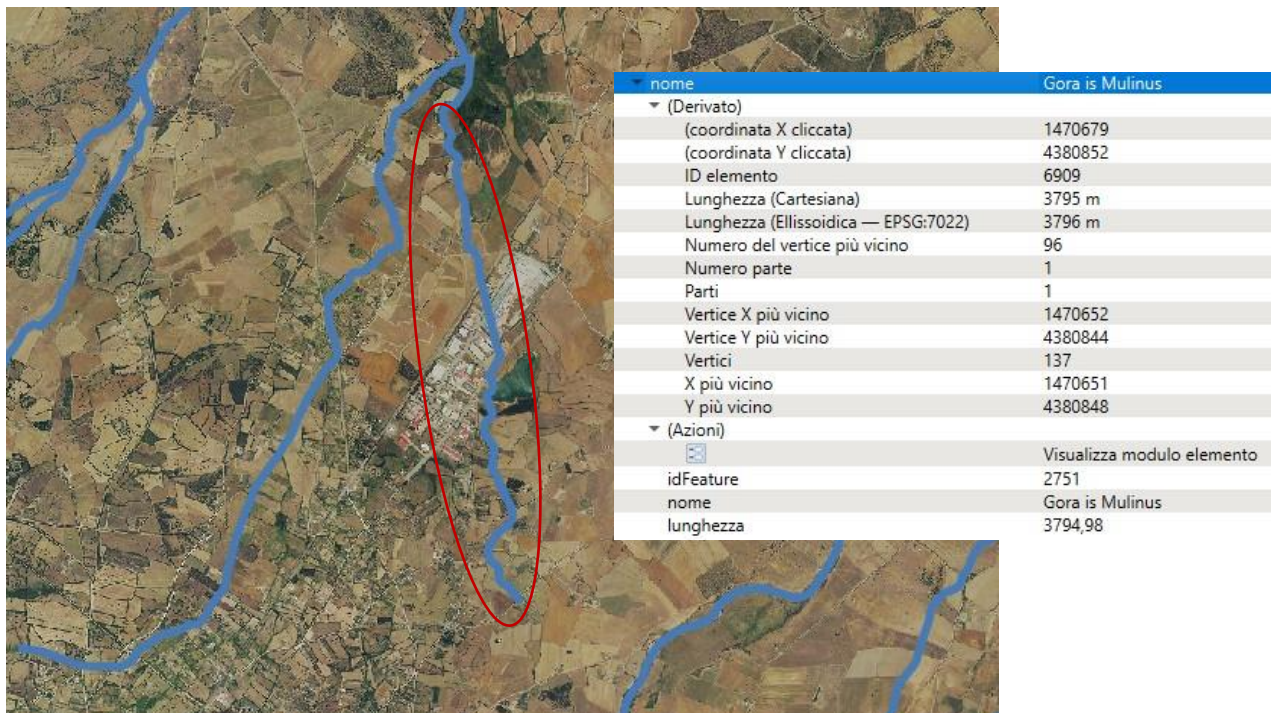 nome Gora is Mulinus
(Derivato)
(coordinata X cliccata) 1470679
(coordinata Y cliccata) 4380852
ID elemento 6909
Lunghezza (Cartesiana) 3795 m
Lunghezza (Ellissoidica — EPSG:7022) 3796 m
Numero del vertice più vicino 96
Numero parte 1
Parti 1
Vertice X più vicino 1470652
Vertice Y più vicino 4380844
Vertici 137
X più vicino 1470651
Y più vicino 4380848
(Azioni)
Visualizza modulo elemento
idFeature 2751
nome Gora is Mulinus
lunghezza 3794,98